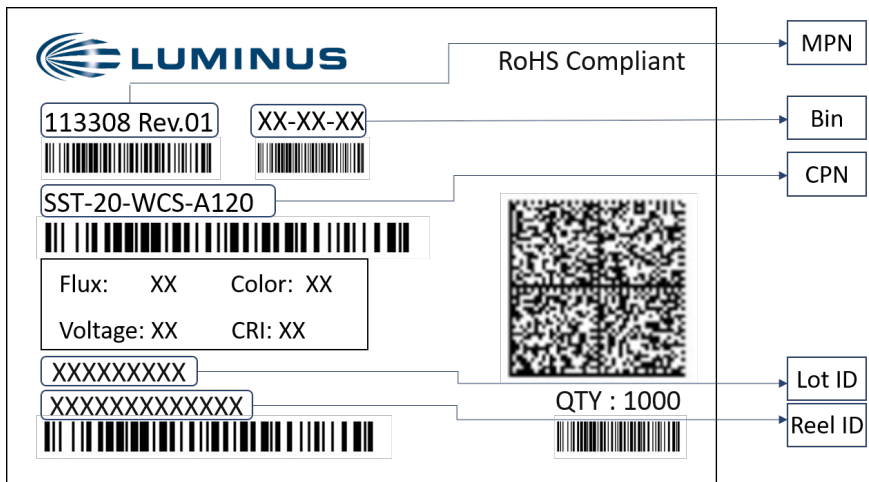 LUMINUS
RoHS Compliant
MPN
113308 Rev.01
XX-XX-XX
Bin
SST-20-WCS-A120
CPN
Flux: XX Color: XX
Voltage: XX CRI: XX
XXXXXXXXX
Lot ID
XXXXXXXXXXXXX
QTY : 1000
Reel ID